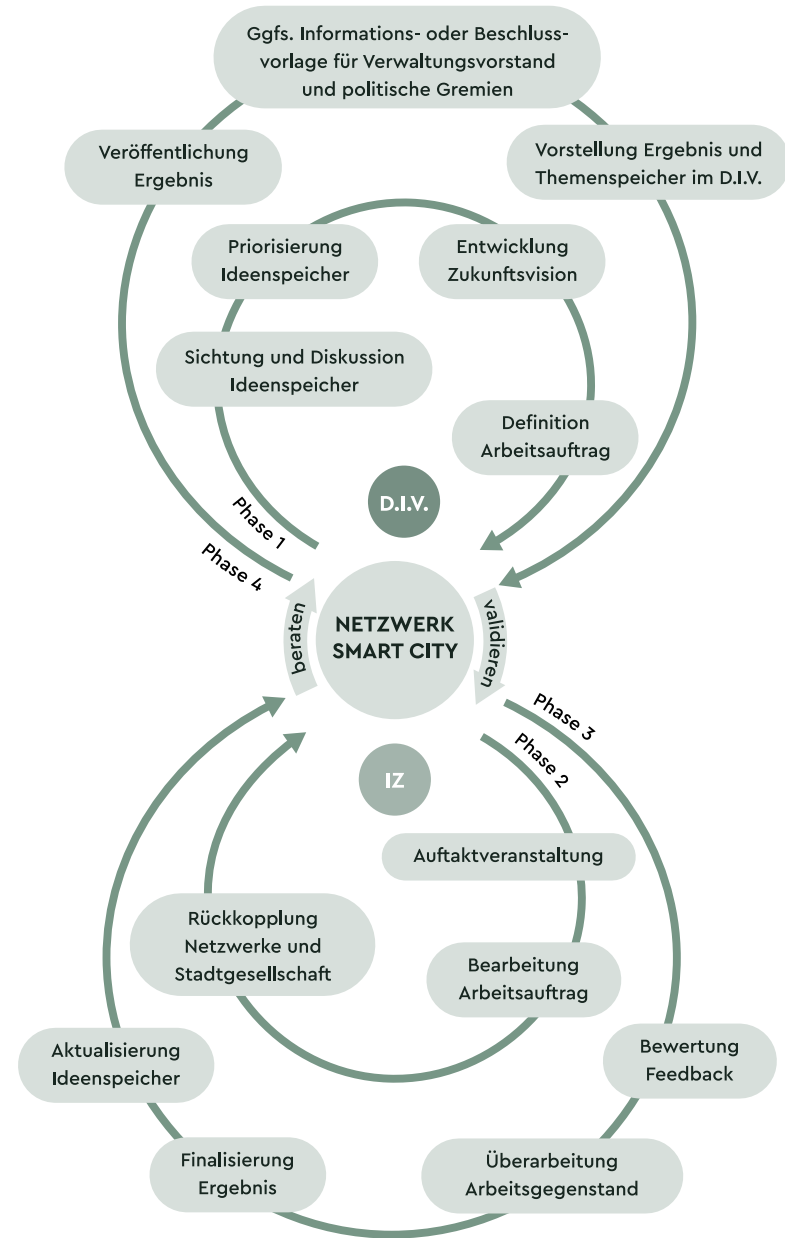 Ggfs. Informations- oder Beschluss-
vorlage für Verwaltungsvorstand
und politische Gremien
Veröffentlichung
Ergebnis
Vorstellung Ergebnis und
Themenspeicher im D.I.V.
Priorisierung
Ideenspeicher
Entwicklung
Zukunftsvision
Sichtung und Diskussion
Ideenspeicher
Definition
Arbeitsauftrag
D.I.V.
Phase 1
Phase 4
beraten
NETZWERK
SMART CITY
validieren
Phase 3
Phase 2
IZ
Auftaktveranstaltung
Rückkopplung
Netzwerke und
Stadtgesellschaft
Bearbeitung
Arbeitsauftrag
Aktualisierung
Ideenspeicher
Bewertung
Feedback
Finalisierung
Ergebnis
Überarbeitung
Arbeitsgegenstand